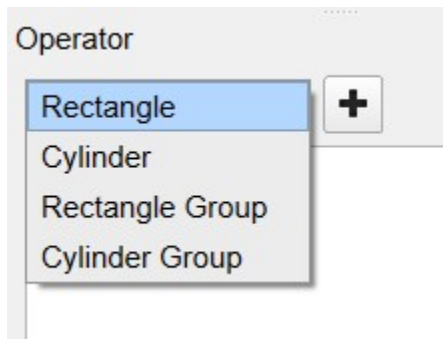 Operator
Rectangle
Cylinder
Rectangle Group
Cylinder Group